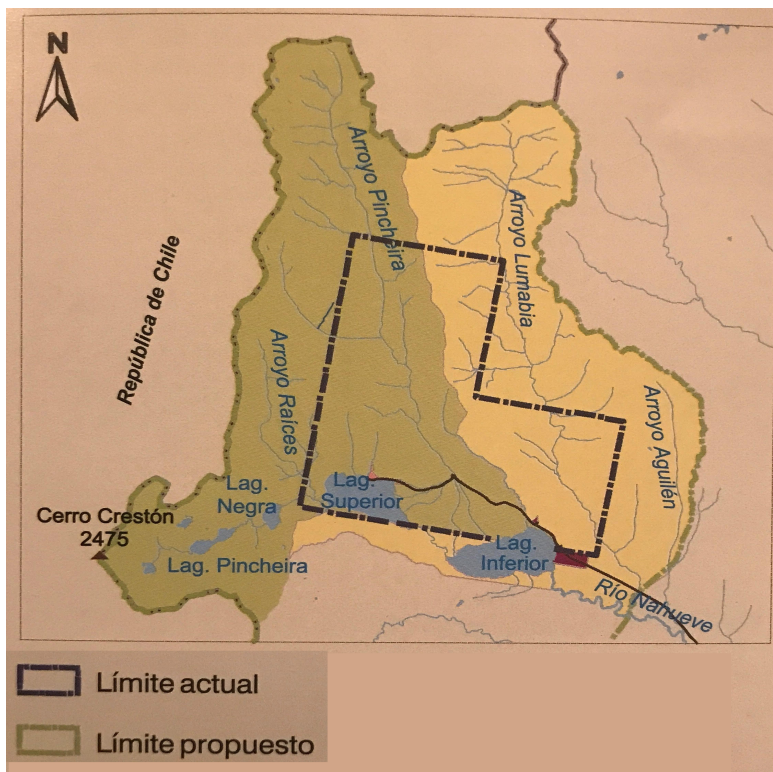 N
Arroyo Pincheira
Arroyo Lumabia
República de Chile
Arroyo Raíces
Arroyo Aguilén
Lag.
Negra
Lag.
Superior
Cerro Crestón
2475
Lag. Pincheira
Lag.
Inferior
Río Nahueve
Límite actual
Límite propuesto